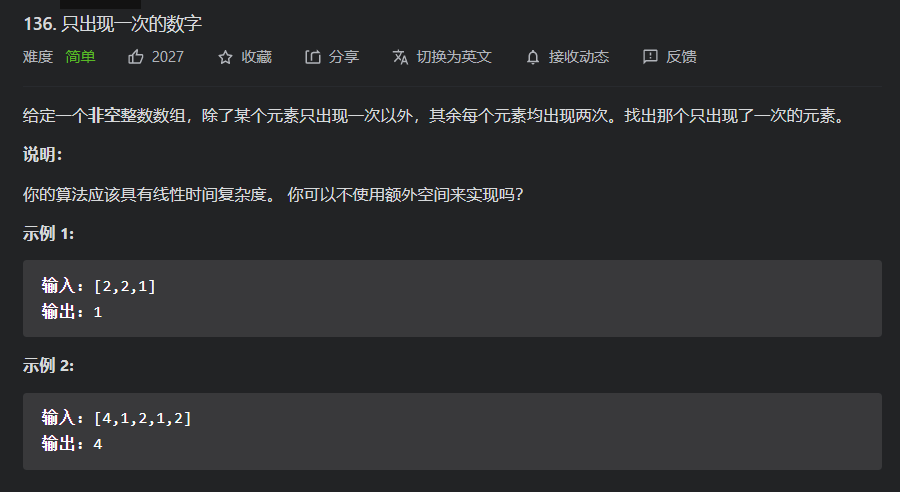 136. 只出现一次的数字
难度 简单 2027 收藏 分享 切换为英文 接收动态 反馈
给定一个非空整数数组，除了某个元素只出现一次以外，其余每个元素均出现两次。找出那个只出现了一次的元素。
说明：
你的算法应该具有线性时间复杂度。 你可以不使用额外空间来实现吗？
示例 1:
输入: [2,2,1]
输出: 1
示例 2:
输入: [4,1,2,1,2]
输出: 4